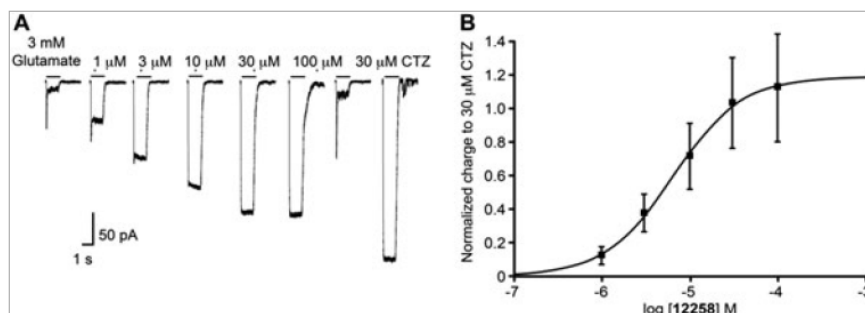 A
3 mM
Glutamate
1 µM
3 µM
10 µM
30 µM
100 µM
30 µM CTZ
50 pA
1 s
B
Normalized charge to 30 µM CTZ
1.4
1.2
1.0
0.8
0.6
0.4
0.2
0
-7
-6
-5
-4
-3
log [12258] M